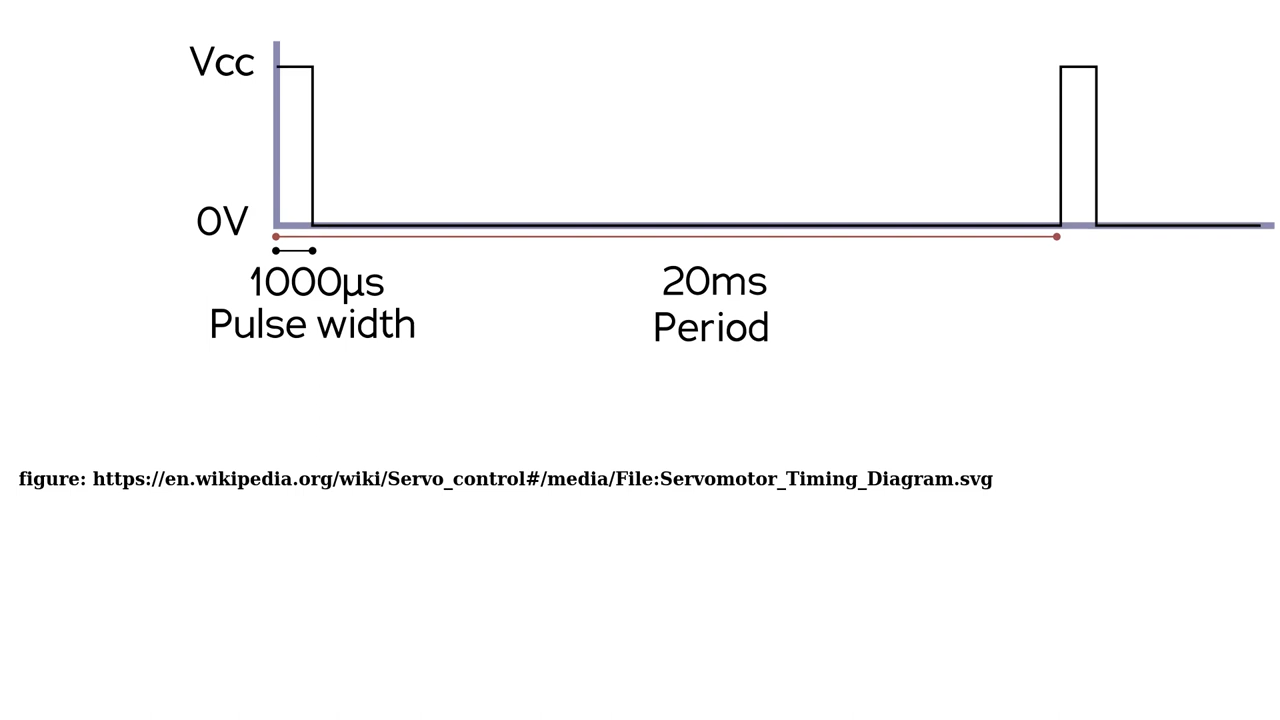 Vcc
0V
1000µs
Pulse width
20ms
Period
figure: https://en.wikipedia.org/wiki/Servo_control#/media/File:Servomotor_Timing_Diagram.svg